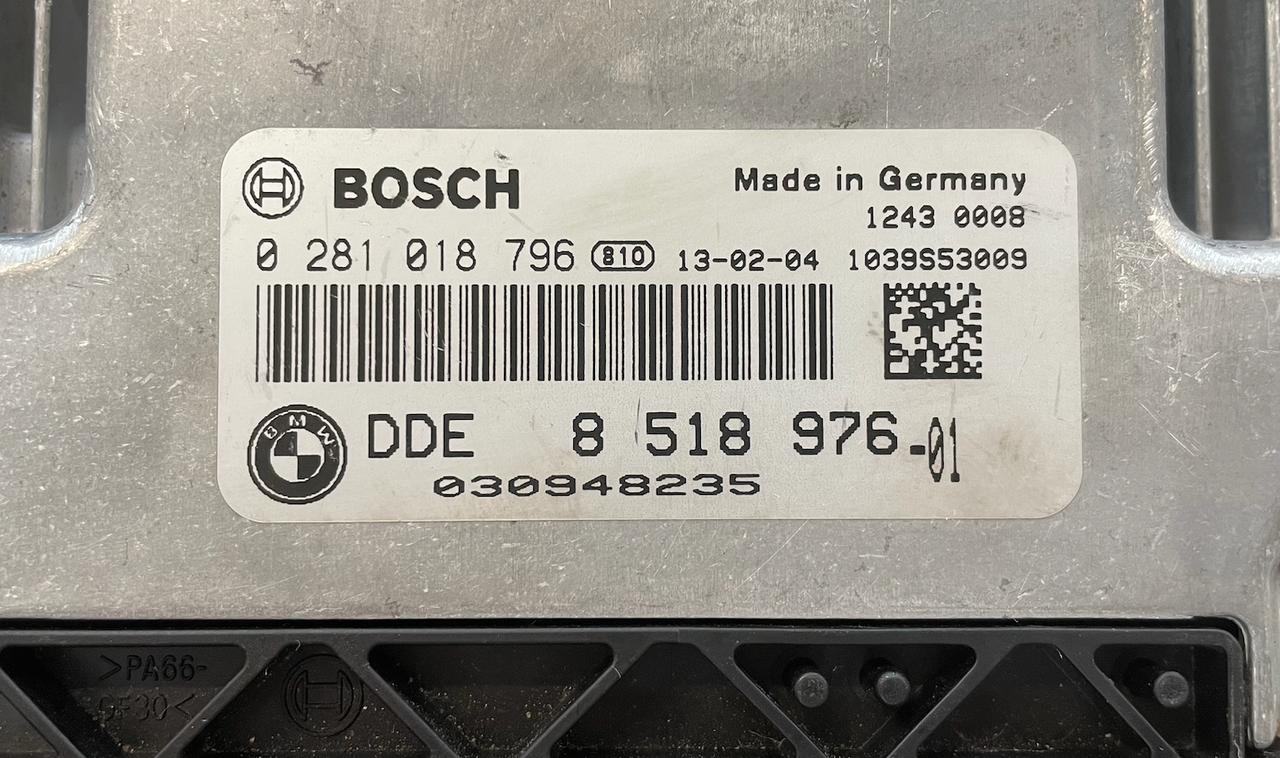 BOSCH
Made in Germany
1243 0008
0 281 018 796 810 13-02-04 1039S53009
BMW
DDE 8 518 976-01
030948235
>PA66-
GF30<